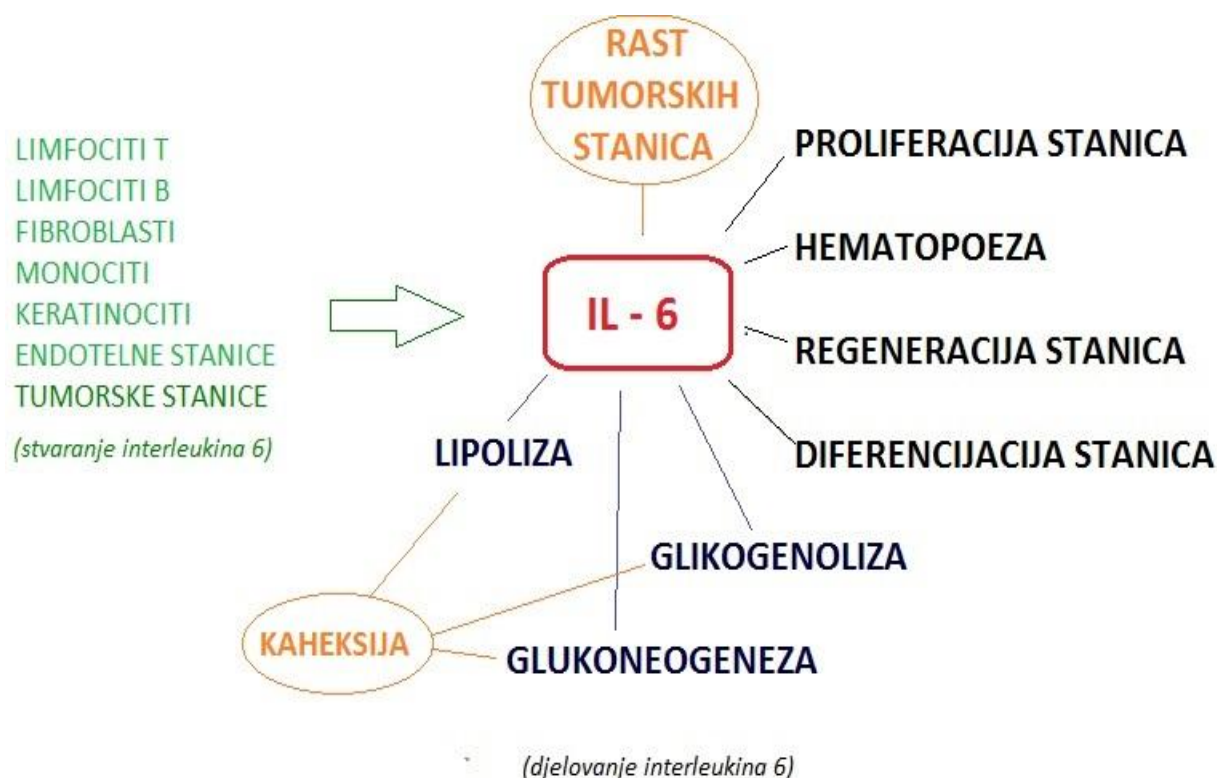 RAST
TUMORSKIH
STANICA
LIMFOCITI T
LIMFOCITI B
FIBROBLASTI
MONOCITI
KERATINOCITI
ENDOTELNE STANICE
TUMORSKE STANICE
(stvaranje interleukina 6)
IL - 6
PROLIFERACIJA STANICA
HEMATOPOEZA
REGENERACIJA STANICA
DIFERENCIJACIJA STANICA
LIPOLIZA
GLIKOGENOLIZA
KAHEKSIJA
GLUKONEOGENEZA
(djelovanje interleukina 6)